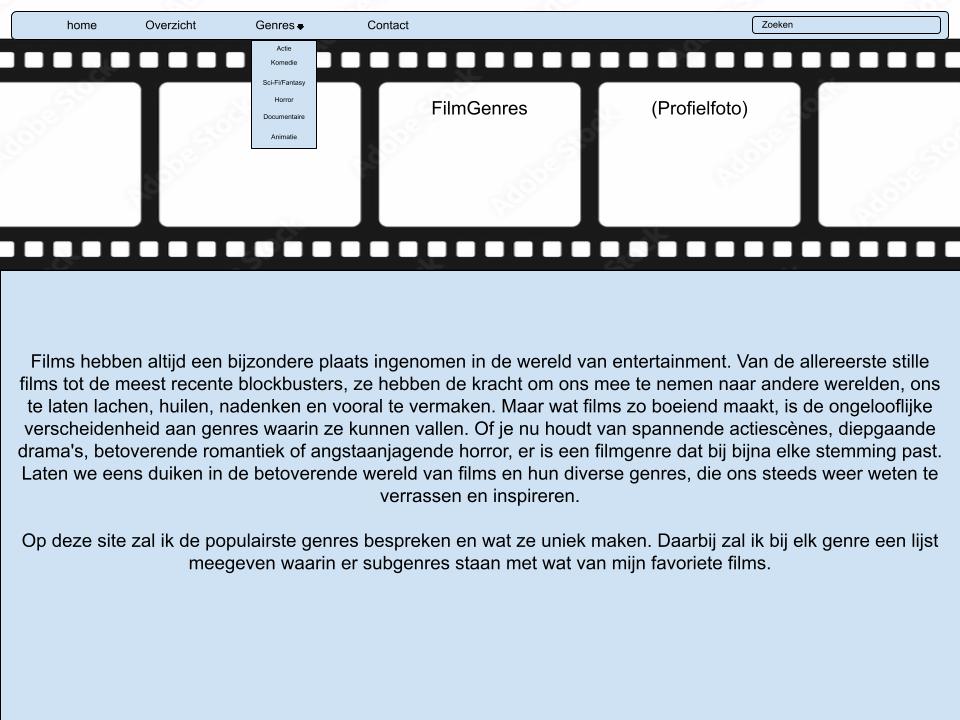 home Overzicht Genres Contact Zoeken
Actie
Komedie
Sci-Fi/Fantasy
Horror
Documentaire
Animatie
FilmGenres (Profielfoto)
Films hebben altijd een bijzondere plaats ingenomen in de wereld van entertainment. Van de allereerste stille
films tot de meest recente blockbusters, ze hebben de kracht om ons mee te nemen naar andere werelden, ons
te laten lachen, huilen, nadenken en vooral te vermaken. Maar wat films zo boeiend maakt, is de ongelooflijke
verscheidenheid aan genres waarin ze kunnen vallen. Of je nu houdt van spannende actiescènes, diepgaande
drama's, betoverende romantiek of angstaanjagende horror, er is een filmgenre dat bij bijna elke stemming past.
Laten we eens duiken in de betoverende wereld van films en hun diverse genres, die ons steeds weer weten te
verrassen en inspireren.
Op deze site zal ik de populairste genres bespreken en wat ze uniek maken. Daarbij zal ik bij elk genre een lijst
meegeven waarin er subgenres staan met wat van mijn favoriete films.